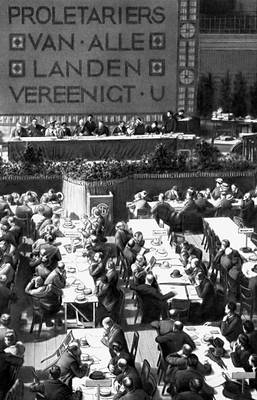 PROLETARIERS
VAN · ALLE
LANDEN
VEREENIGT · U